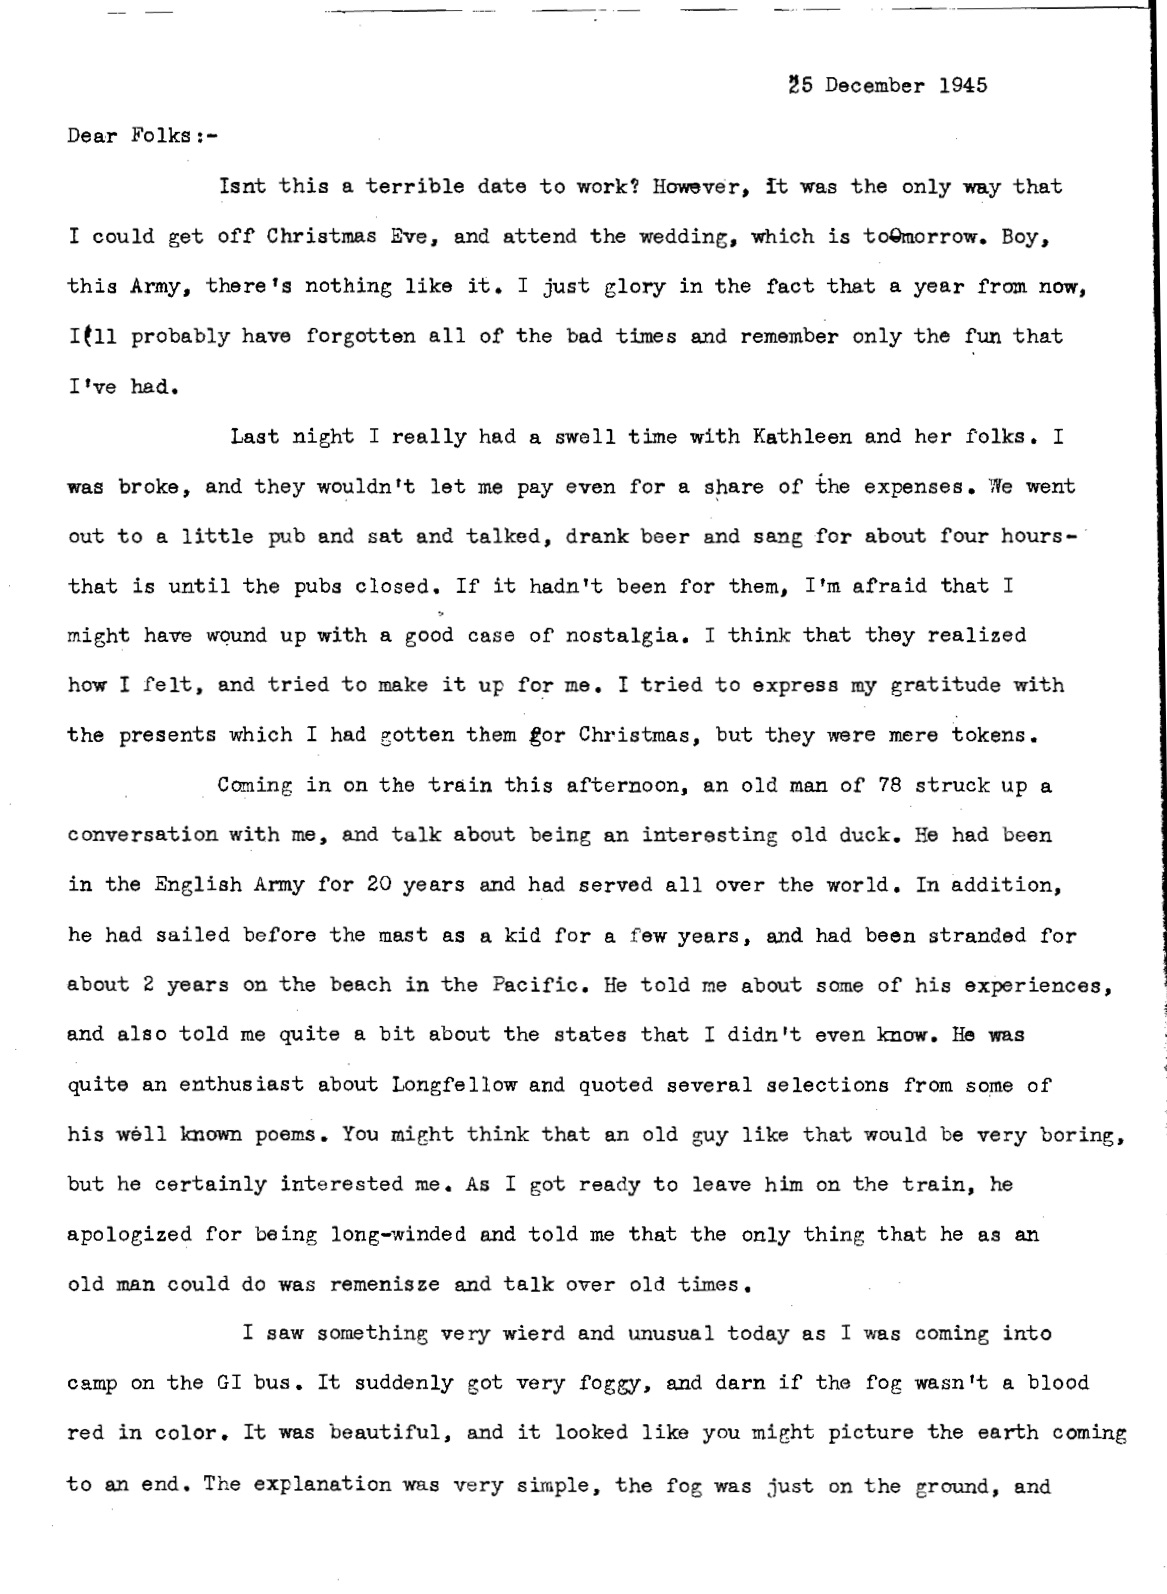 25 December 1945
Dear Folks:-
Isnt this a terrible date to work? However, it was the only way that
I could get off Christmas Eve, and attend the wedding, which is tomorrow. Boy,
this Army, there's nothing like it. I just glory in the fact that a year from now,
I'll probably have forgotten all of the bad times and remember only the fun that
I've had.
Last night I really had a swell time with Kathleen and her folks. I
was broke, and they wouldn't let me pay even for a share of the expenses. We went
out to a little pub and sat and talked, drank beer and sang for about four hours-
that is until the pubs closed. If it hadn't been for them, I'm afraid that I
might have wound up with a good case of nostalgia. I think that they realized
how I felt, and tried to make it up for me. I tried to express my gratitude with
the presents which I had gotten them for Christmas, but they were mere tokens.
Coming in on the train this afternoon, an old man of 78 struck up a
conversation with me, and talk about being an interesting old duck. He had been
in the English Army for 20 years and had served all over the world. In addition,
he had sailed before the mast as a kid for a few years, and had been stranded for
about 2 years on the beach in the Pacific. He told me about some of his experiences,
and also told me quite a bit about the states that I didn't even know. He was
quite an enthusiast about Longfellow and quoted several selections from some of
his well known poems. You might think that an old guy like that would be very boring,
but he certainly interested me. As I got ready to leave him on the train, he
apologized for being long-winded and told me that the only thing that he as an
old man could do was remenisze and talk over old times.
I saw something very wierd and unusual today as I was coming into
camp on the GI bus. It suddenly got very foggy, and darn if the fog wasn't a blood
red in color. It was beautiful, and it looked like you might picture the earth coming
to an end. The explanation was very simple, the fog was just on the ground, and